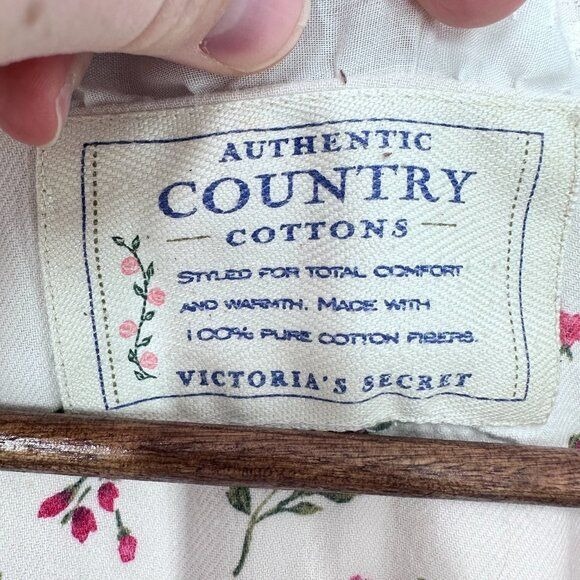 AUTHENTIC
COUNTRY
COTTONS
STYLED FOR TOTAL COMFORT
AND WARMTH. MADE WITH
100% PURE COTTON FIBERS.
VICTORIA'S SECRET